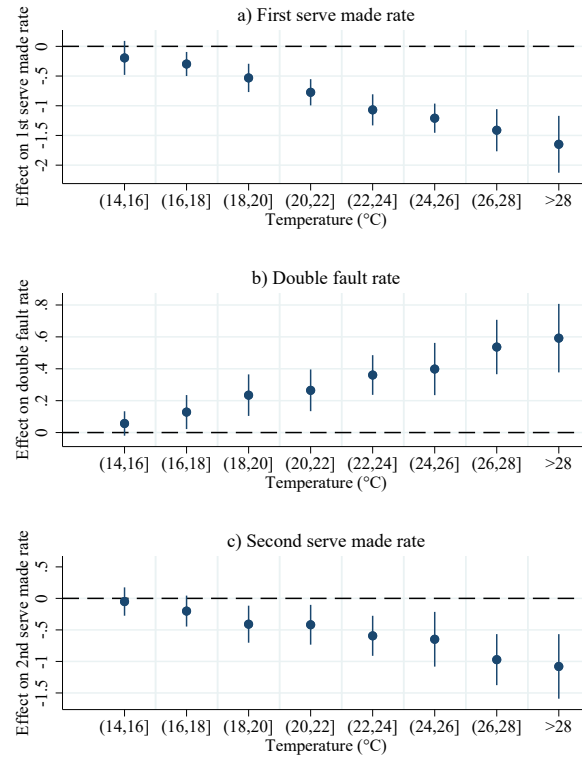 a) First serve made rate
Effect on 1st serve made rate
0
-.5
-1
-1.5
-2
(14,16] (16,18] (18,20] (20,22] (22,24] (24,26] (26,28] >28
Temperature (°C)
b) Double fault rate
Effect on double fault rate
.8
.6
.4
.2
0
(14,16] (16,18] (18,20] (20,22] (22,24] (24,26] (26,28] >28
Temperature (°C)
c) Second serve made rate
Effect on 2nd serve made rate
.5
0
-.5
-1
-1.5
(14,16] (16,18] (18,20] (20,22] (22,24] (24,26] (26,28] >28
Temperature (°C)